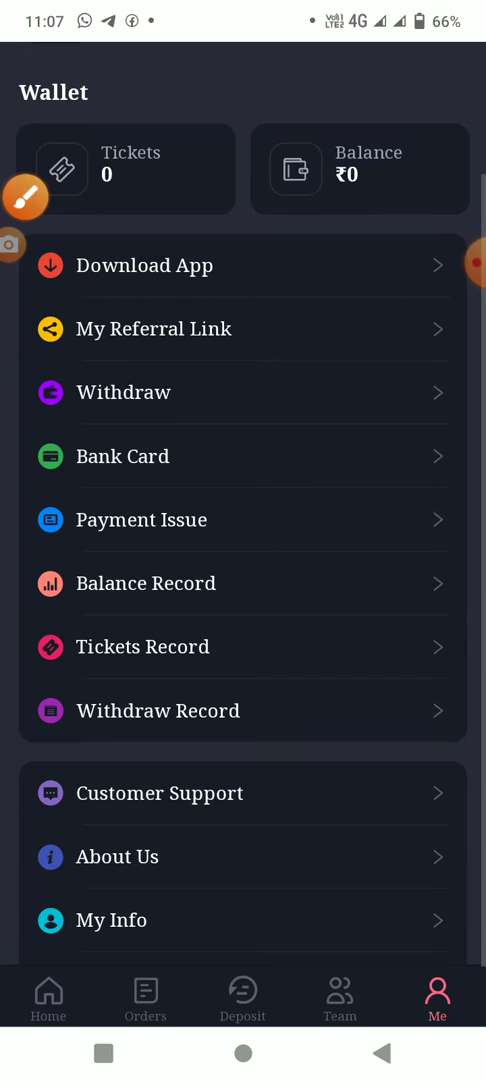 11:07
4G 66%
Wallet
Tickets
0
Balance
₹0
Download App
My Referral Link
Withdraw
Bank Card
Payment Issue
Balance Record
Tickets Record
Withdraw Record
Customer Support
About Us
My Info
Home
Orders
Deposit
Team
Me